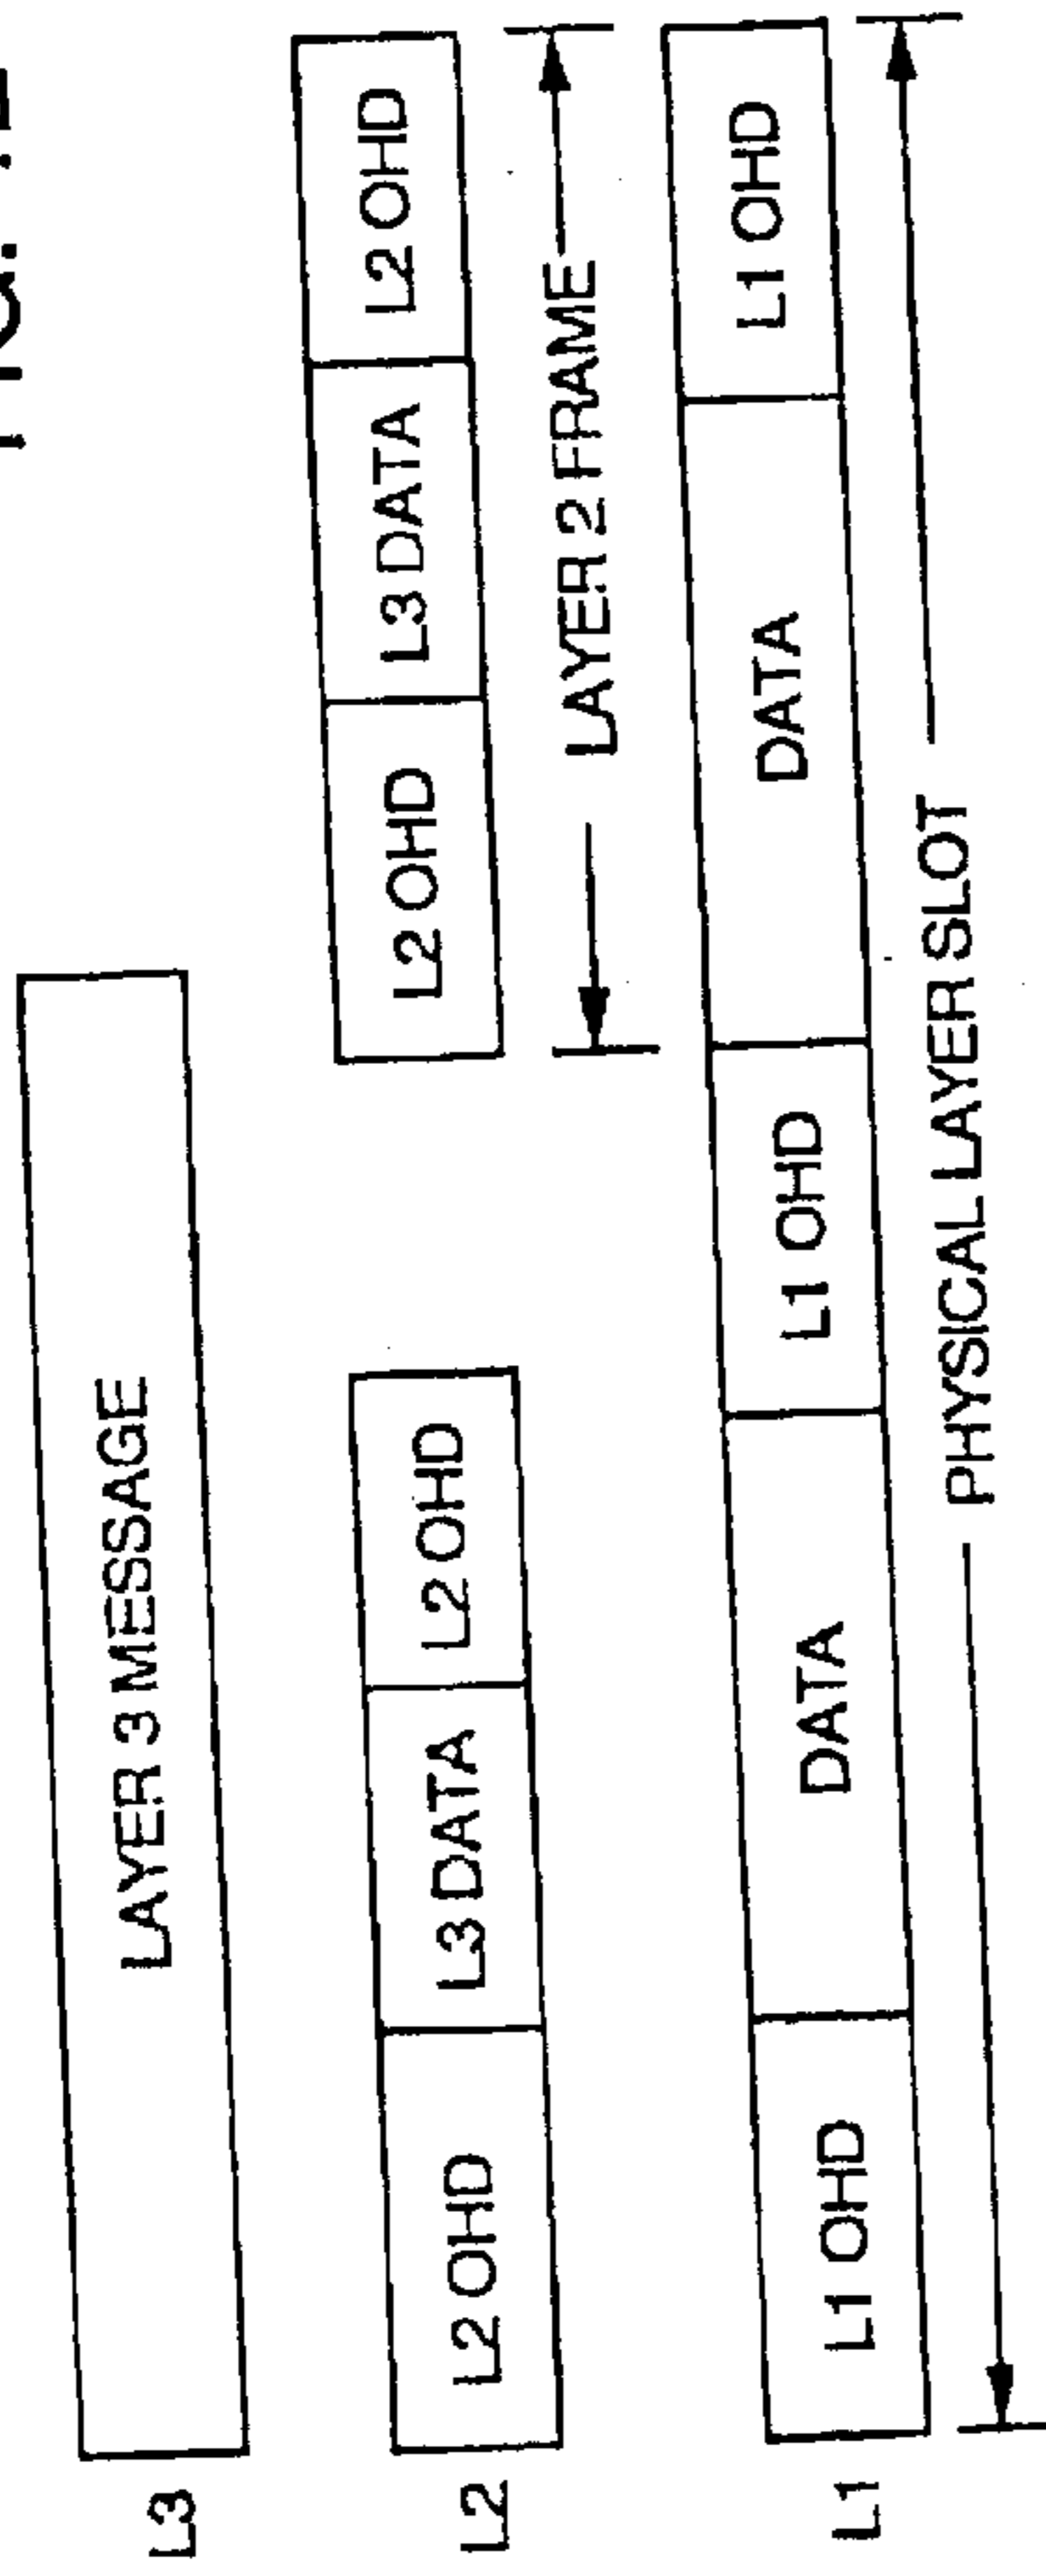 L3
LAYER 3 MESSAGE
L2
L2 OHD
L3 DATA
L2 OHD
L2 OHD
L3 DATA
L2 OHD
LAYER 2 FRAME
L1
L1 OHD
DATA
L1 OHD
DATA
L1 OHD
PHYSICAL LAYER SLOT